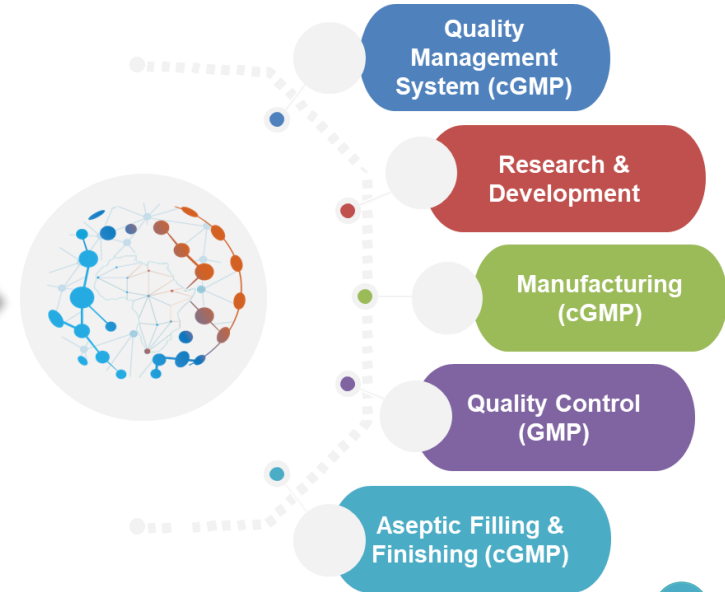 Quality
Management
System (cGMP)
Research &
Development
Manufacturing
(cGMP)
Quality Control
(GMP)
Aseptic Filling &
Finishing (cGMP)